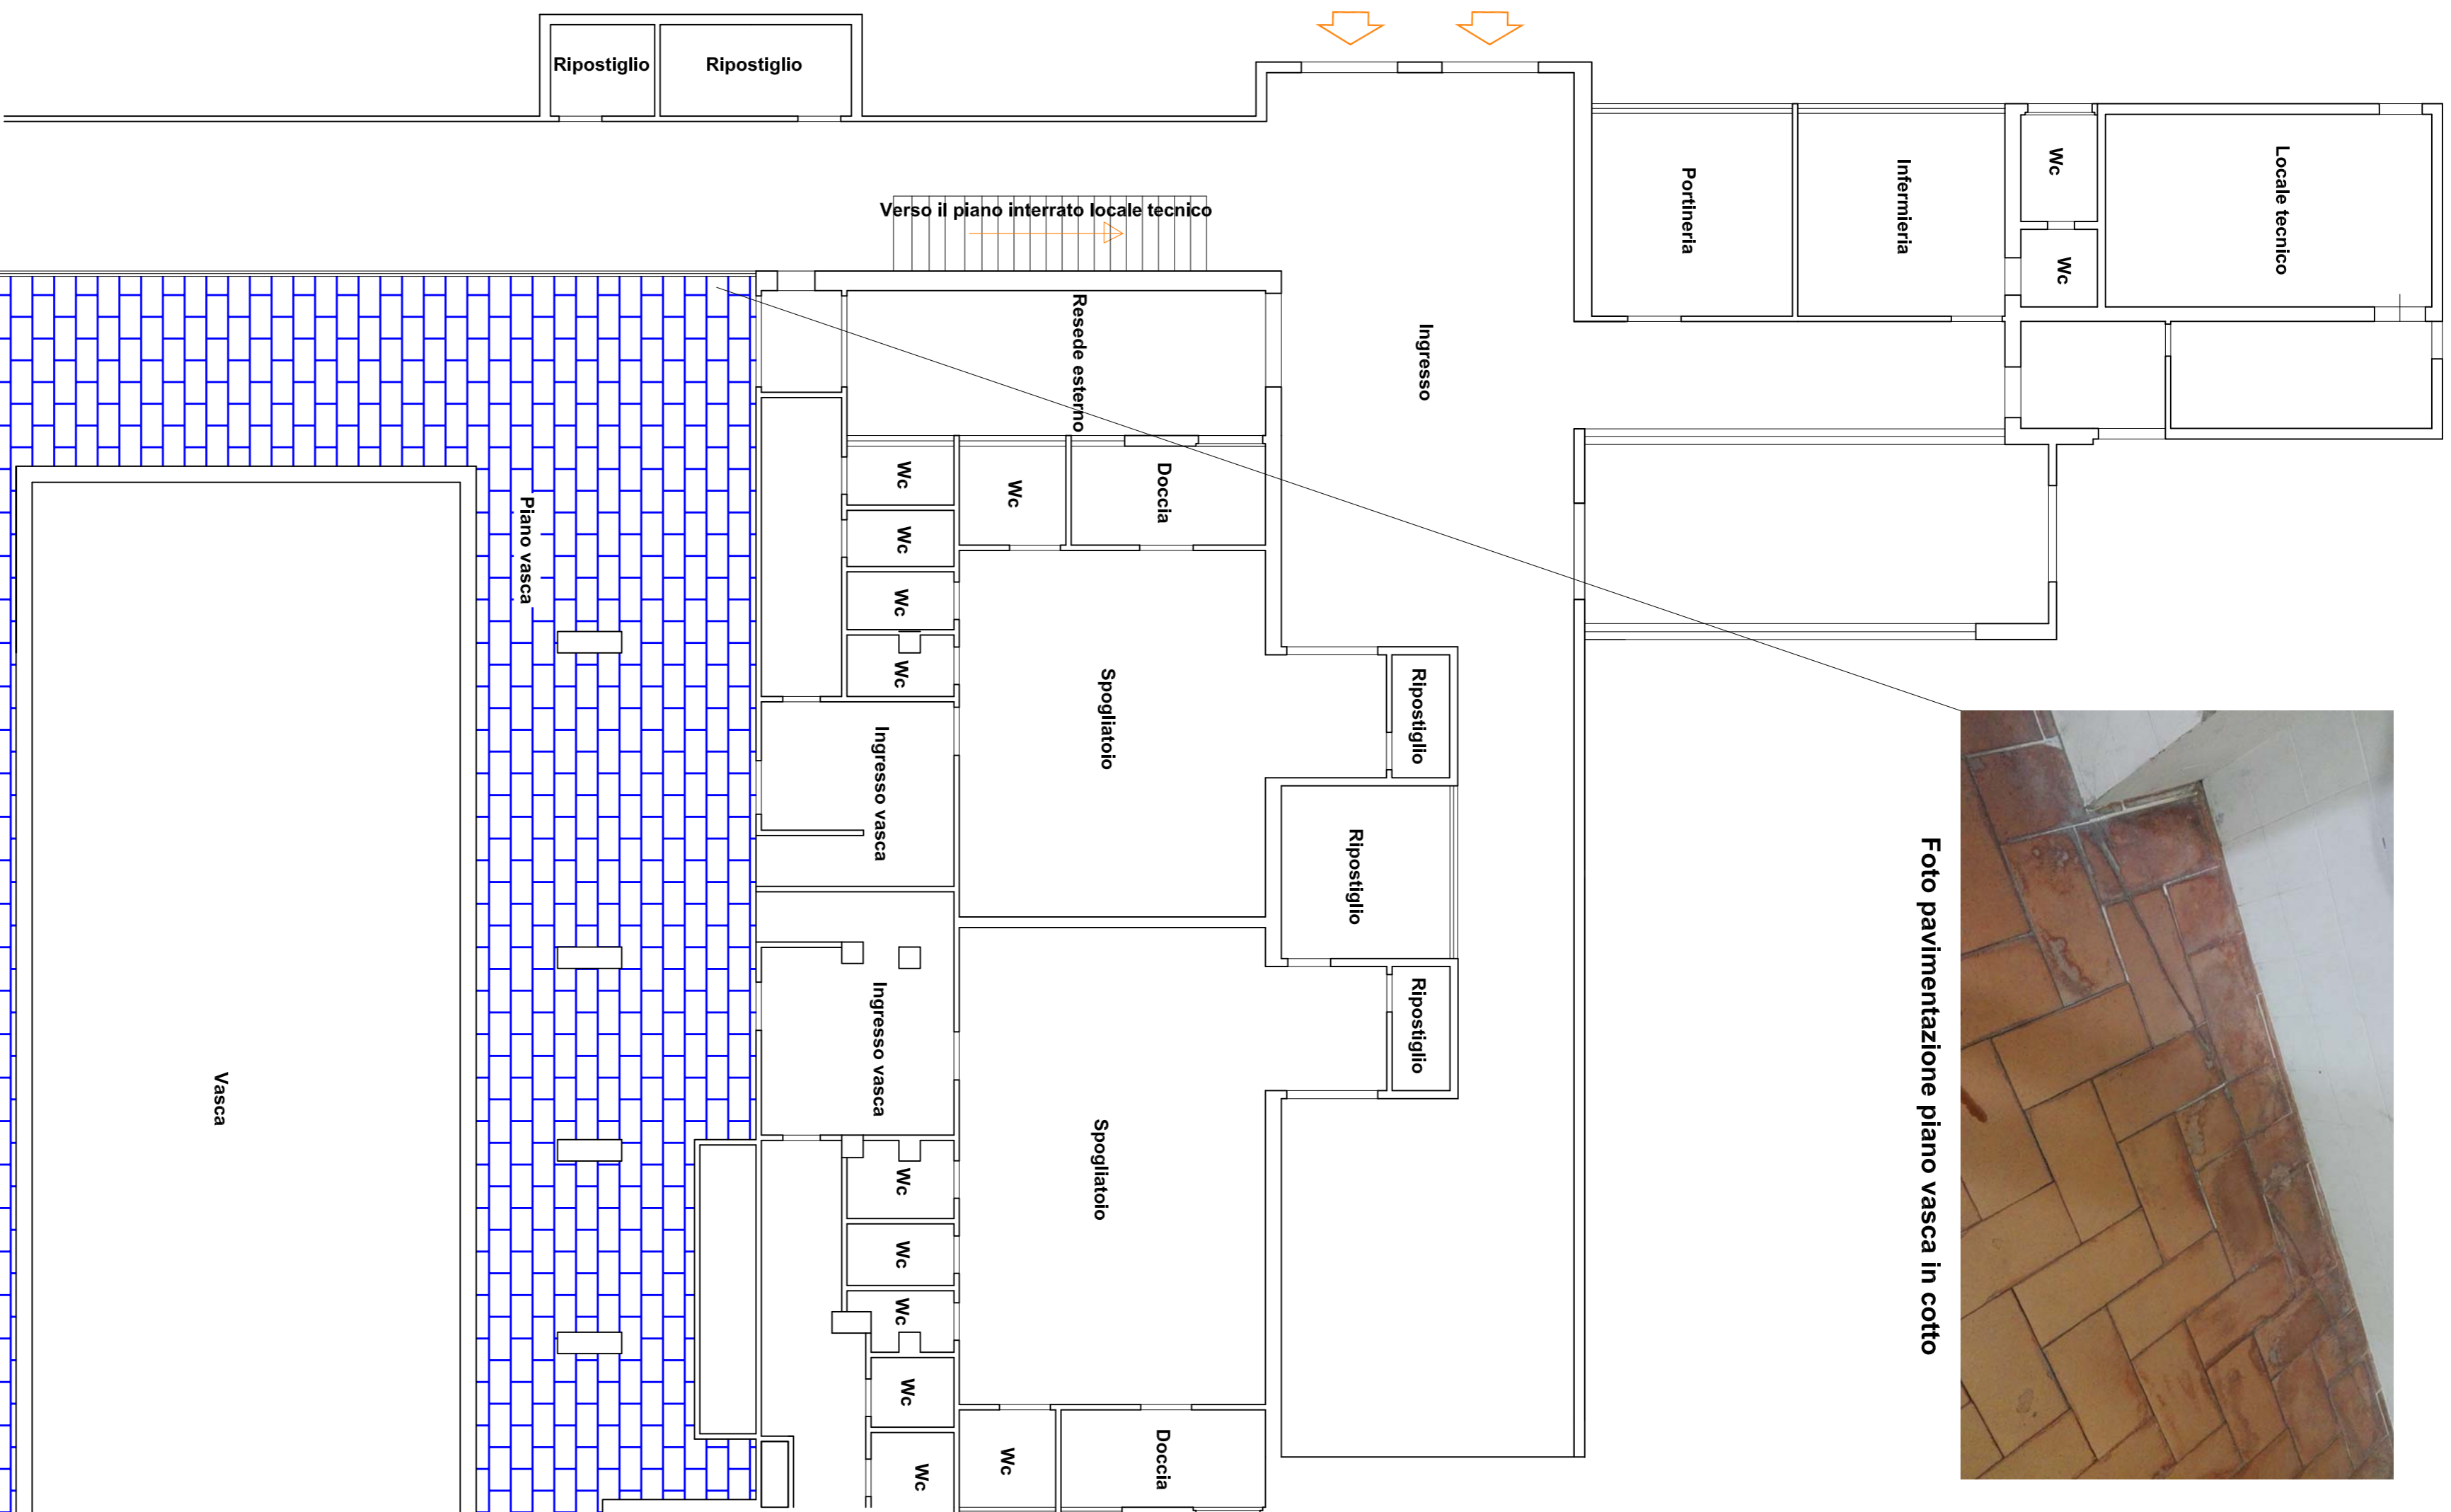 Ripostiglio
Ripostiglio
Verso il piano interrato locale tecnico
Portineria
Infermieria
Wc
Wc
Locale tecnico
Resede esterno
Ingresso
Wc
Wc
Doccia
Wc
Wc
Wc
Piano vasca
Spogliatoio
Ripostiglio
Ingresso vasca
Ripostiglio
Foto pavimentazione piano vasca in cotto
Ingresso vasca
Ripostiglio
Vasca
Spogliatoio
Wc
Wc
Wc
Wc
Wc
Wc
Doccia